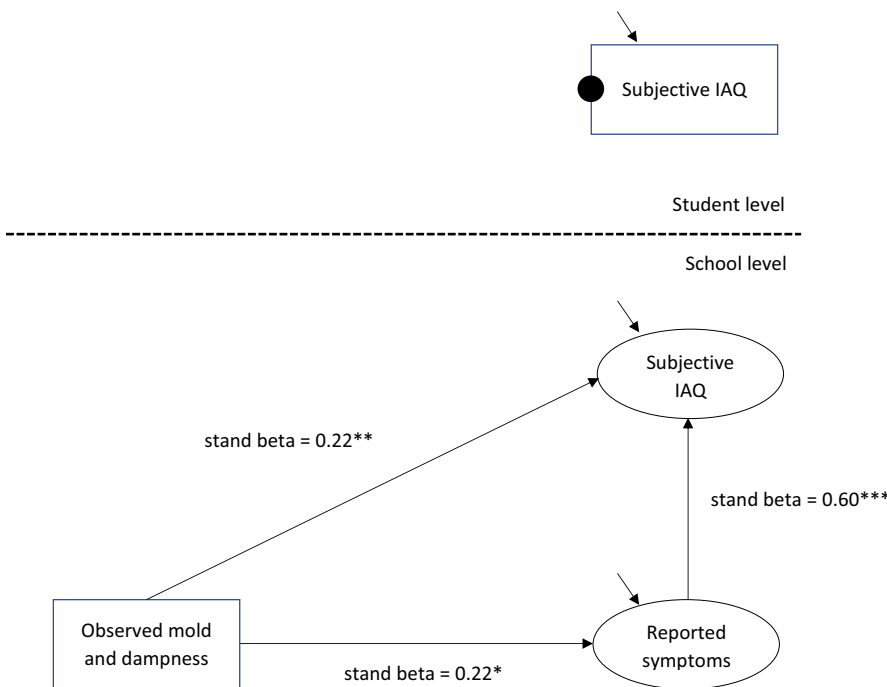 Subjective IAQ
Student level
School level
Subjective
IAQ
stand beta = 0.22**
stand beta = 0.60***
Observed mold
and dampness
Reported
symptoms
stand beta = 0.22*